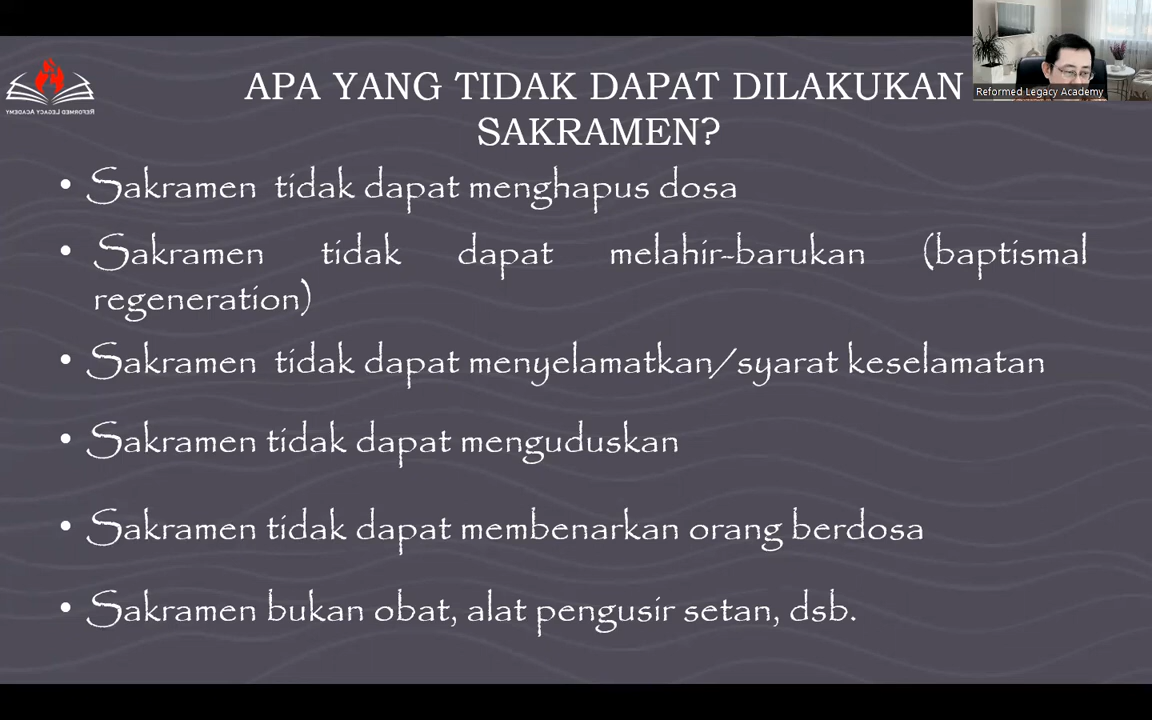 Reformed Legacy Academy
REFORMED LEGACY ACADEMY
APA YANG TIDAK DAPAT DILAKUKAN
SAKRAMEN?
• Sakramen tidak dapat menghapus dosa
• Sakramen tidak dapat melahir-barukan (baptismal
regeneration)
• Sakramen tidak dapat menyelamatkan/syarat keselamatan
• Sakramen tidak dapat menguduskan
• Sakramen tidak dapat membenarkan orang berdosa
• Sakramen bukan obat, alat pengusir setan, dsb.